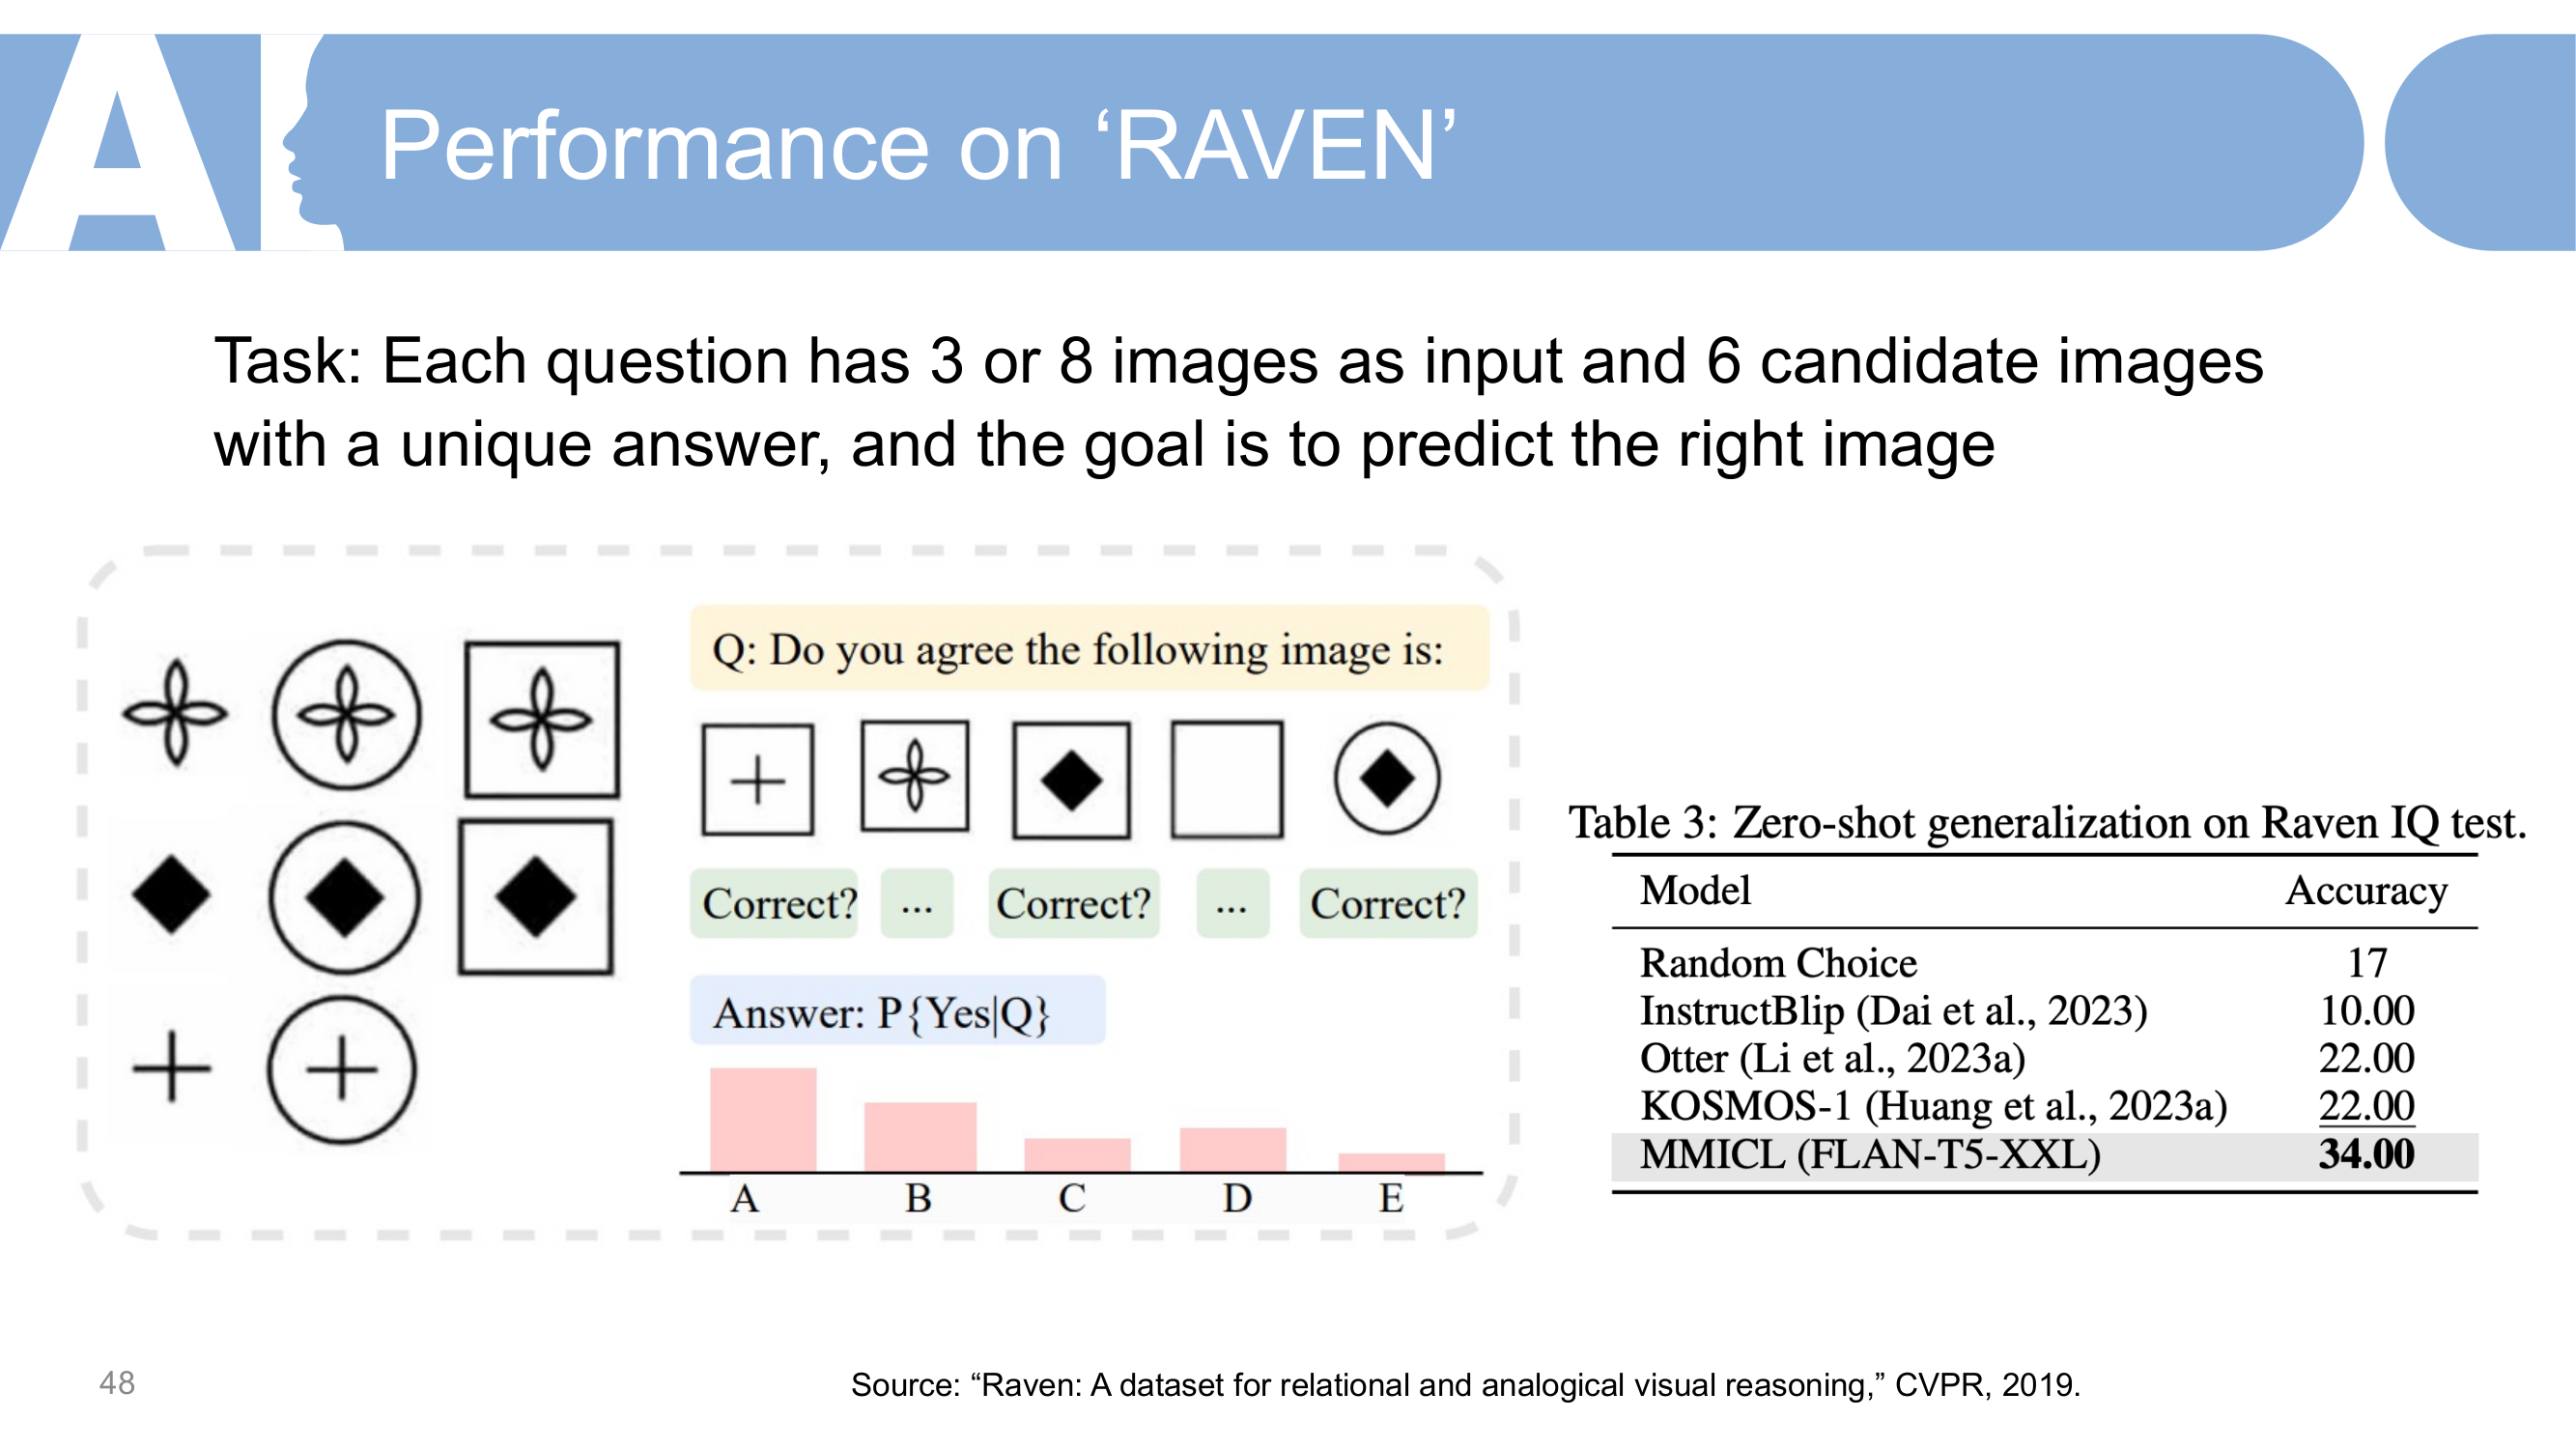 AI
Performance on ‘RAVEN’
Task: Each question has 3 or 8 images as input and 6 candidate images
with a unique answer, and the goal is to predict the right image
Q: Do you agree the following image is:
Correct? ... Correct? ... Correct?
Answer: P{Yes|Q}
A B C D E
Table 3: Zero-shot generalization on Raven IQ test.
Model Accuracy
Random Choice 17
InstructBlip (Dai et al., 2023) 10.00
Otter (Li et al., 2023a) 22.00
KOSMOS-1 (Huang et al., 2023a) 22.00
MMICL (FLAN-T5-XXL) 34.00
48
Source: “Raven: A dataset for relational and analogical visual reasoning,” CVPR, 2019.